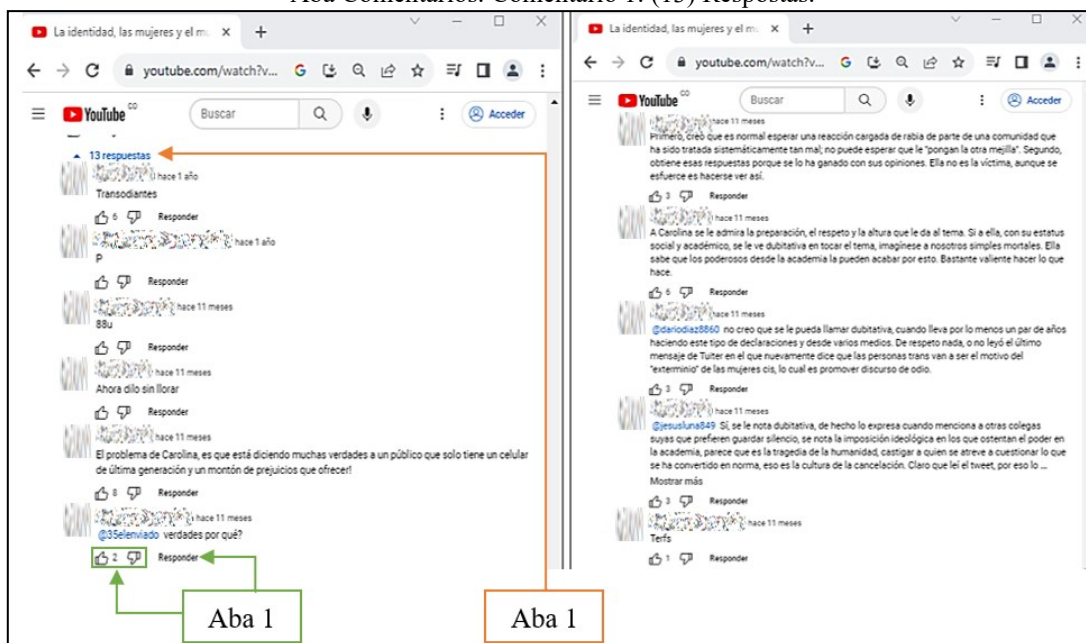 Aba Comentários. Comentário 1. (13) Respostas.
La identidad, las mujeres y el m
youtube.com/watch?v...
YouTube CO
Buscar
Acceder
13 respuestas
hace 1 año
Transodiantes
6 Responder
hace 1 año
P
Responder
hace 11 meses
88u
Responder
hace 11 meses
Ahora dilo sin llorar
Responder
hace 11 meses
El problema de Carolina, es que está diciendo muchas verdades a un público que solo tiene un celular
de última generación y un montón de prejuicios que ofrecer!
8 Responder
hace 11 meses
@35elenviado verdades por qué?
2 Responder
Aba 1
Aba 1
La identidad, las mujeres y el m
youtube.com/watch?v...
YouTube CO
Buscar
Acceder
hace 11 meses
Primero, creo que es normal esperar una reacción cargada de rabia de parte de una comunidad que
ha sido tratada sistemáticamente tan mal; no puede esperar que le "pongan la otra mejilla". Segundo,
obtiene esas respuestas porque se lo ha ganado con sus opiniones. Ella no es la víctima, aunque se
esfuerce es hacerse ver así.
3 Responder
hace 11 meses
A Carolina se le admira la preparación, el respeto y la altura que le da al tema. Si a ella, con su estatus
social y académico, se le ve dubitativa en tocar el tema, imagínese a nosotros simples mortales. Ella
sabe que los poderosos desde la academia la pueden acabar por esto. Bastante valiente hacer lo que
hace.
6 Responder
hace 11 meses
@dariodiaz8860 no creo que se le pueda llamar dubitativa, cuando lleva por lo menos un par de años
haciendo este tipo de declaraciones y desde varios medios. De respeto nada, o no leyó el último
mensaje de Tuiter en el que nuevamente dice que las personas trans van a ser el motivo del
"exterminio" de las mujeres cis, lo cual es promover discurso de odio.
3 Responder
hace 11 meses
@jesusluna849 Sí, se le nota dubitativa, de hecho lo expresa cuando menciona a otras colegas
suyas que prefieren guardar silencio, se nota la imposición ideológica en los que ostentan el poder en
la academia, parece que es la tragedia de la humanidad, castigar a quien se atreve a cuestionar lo que
se ha convertido en norma, eso es la cultura de la cancelación. Claro que leí el tweet, por eso lo ...
Mostrar más
3 Responder
hace 11 meses
Terfs
1 Responder